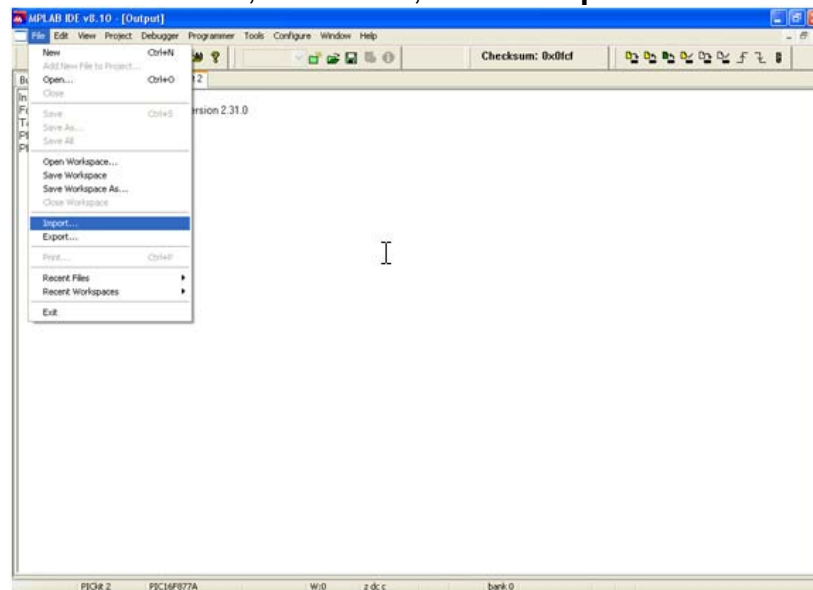 MPLAB IDE v8.10 - [Output]
File Edit View Project Debugger Programmer Tools Configure Window Help
Checksum: 0x0fcf
New Ctrl+N
Add New File to Project...
Open... Ctrl+O
Close
Save Ctrl+S
Save As...
Save All
Open Workspace...
Save Workspace
Save Workspace As...
Close Workspace
Import...
Export...
Print... Ctrl+P
Recent Files
Recent Workspaces
Exit
2
ersion 2.31.0
PICkit 2 PIC16F877A W:0 z dc c bank 0